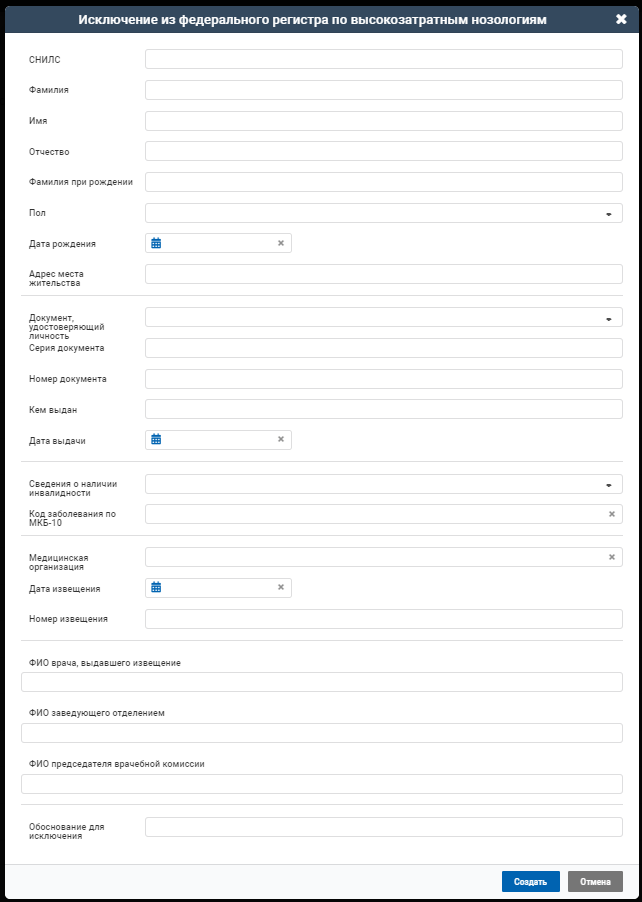 Исключение из федерального регистра по высокозатратным нозологиям
СНИЛС
Фамилия
Имя
Отчество
Фамилия при рождении
Пол
Дата рождения
Адрес места
жительства
Документ,
удостоверяющий
личность
Серия документа
Номер документа
Кем выдан
Дата выдачи
Сведения о наличии
инвалидности
Код заболевания по
МКБ-10
Медицинская
организация
Дата извещения
Номер извещения
ФИО врача, выдавшего извещение
ФИО заведующего отделением
ФИО председателя врачебной комиссии
Обоснование для
исключения
Создать
Отмена